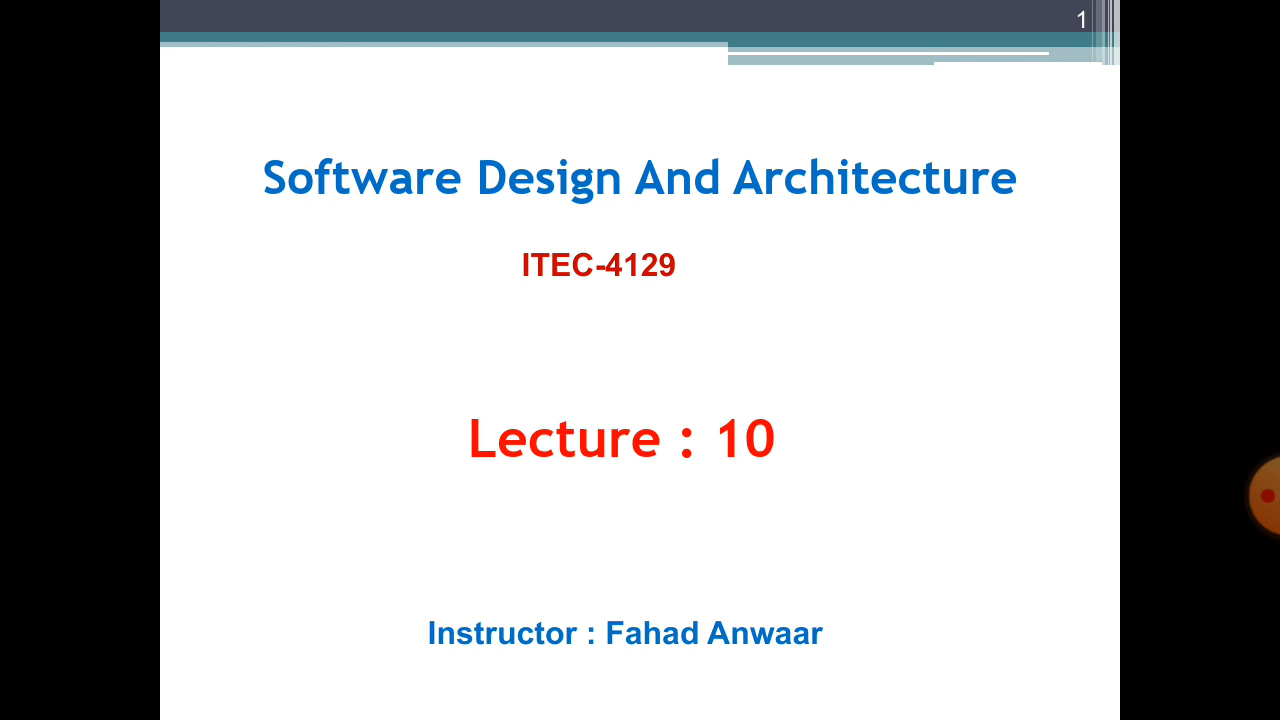 1
Software Design And Architecture
ITEC-4129
Lecture : 10
Instructor : Fahad Anwaar